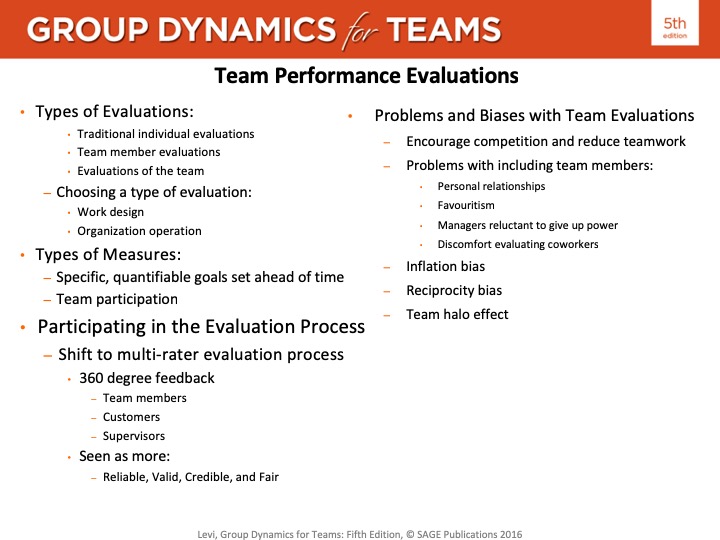 GROUP DYNAMICS for TEAMS
5th
edition
Team Performance Evaluations
• Types of Evaluations:
• Traditional individual evaluations
• Team member evaluations
• Evaluations of the team
– Choosing a type of evaluation:
• Work design
• Organization operation
• Types of Measures:
– Specific, quantifiable goals set ahead of time
– Team participation
• Participating in the Evaluation Process
– Shift to multi-rater evaluation process
• 360 degree feedback
– Team members
– Customers
– Supervisors
• Seen as more:
– Reliable, Valid, Credible, and Fair
• Problems and Biases with Team Evaluations
– Encourage competition and reduce teamwork
– Problems with including team members:
• Personal relationships
• Favouritism
• Managers reluctant to give up power
• Discomfort evaluating coworkers
– Inflation bias
– Reciprocity bias
– Team halo effect
Levi, Group Dynamics for Teams: Fifth Edition, © SAGE Publications 2016